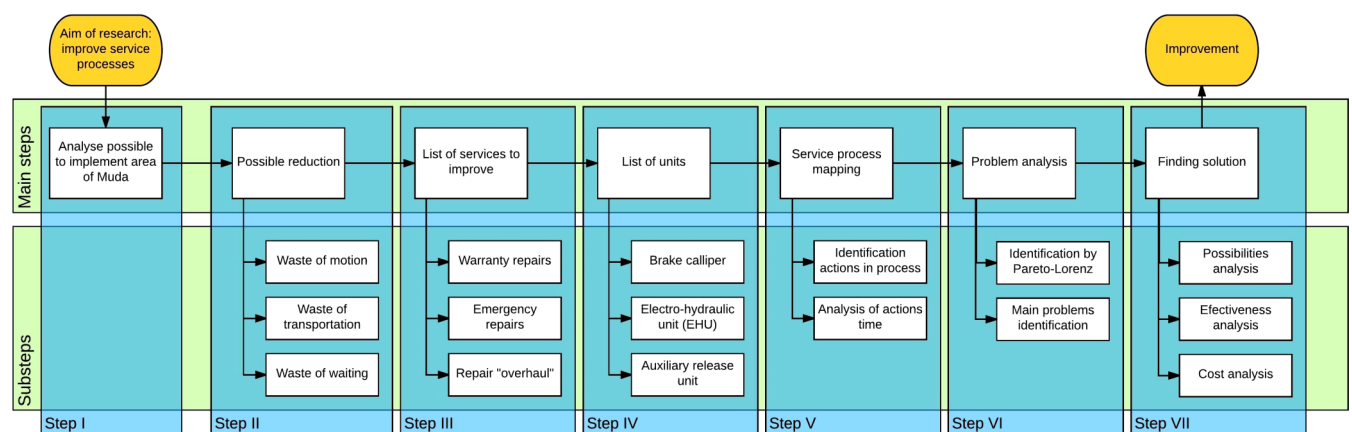 Aim of research:
improve service
processes
Improvement
Main steps
Analyse possible
to implement area
of Muda
Possible reduction
List of services to
improve
List of units
Service process
mapping
Problem analysis
Finding solution
Substeps
Waste of motion
Waste of
transportation
Waste of waiting
Warranty repairs
Emergency
repairs
Repair "overhaul"
Brake calliper
Electro-hydraulic
unit (EHU)
Auxiliary release
unit
Identification
actions in process
Analysis of actions
time
Identification by
Pareto-Lorenz
Main problems
identification
Possibilities
analysis
Efectiveness
analysis
Cost analysis
Step I
Step II
Step III
Step IV
Step V
Step VI
Step VII